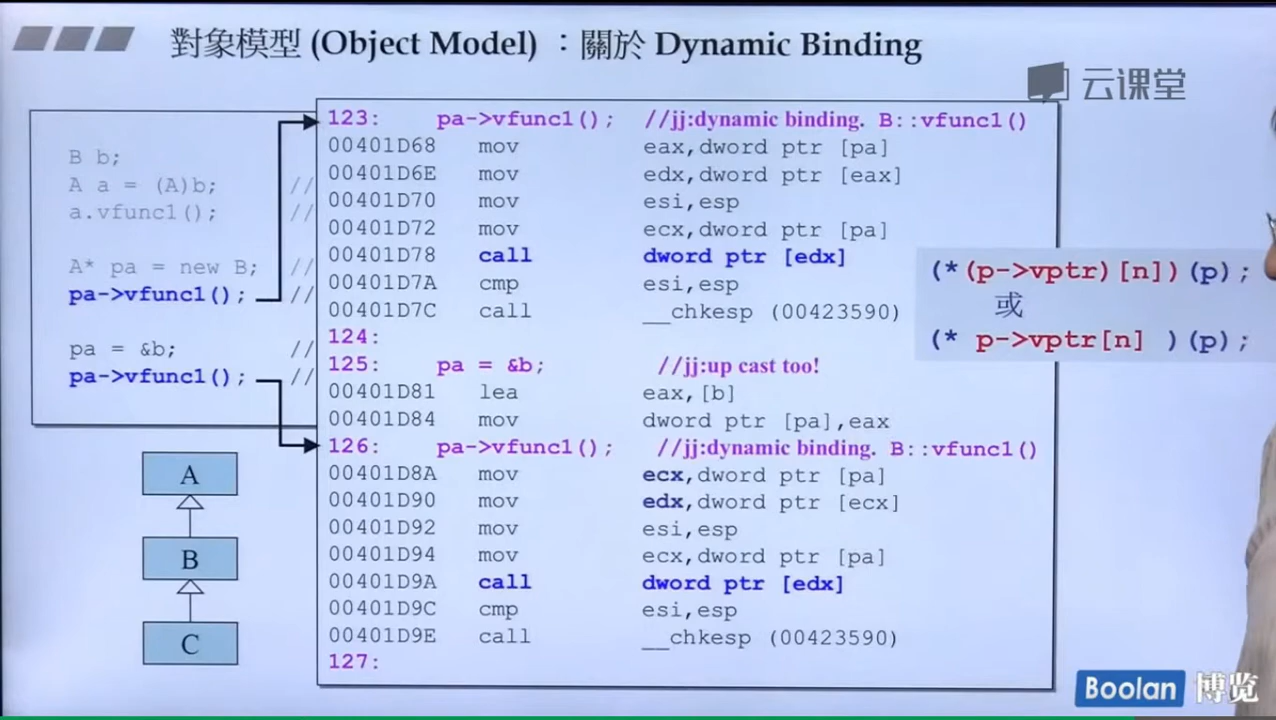 對象模型 (Object Model) ：關於 Dynamic Binding
云课堂
B b;
A a = (A)b; //
a.vfunc1(); //
A* pa = new B; //
pa->vfunc1(); //
pa = &b; //
pa->vfunc1(); //
123: pa->vfunc1(); //jj:dynamic binding. B::vfunc1()
00401D68 mov eax,dword ptr [pa]
00401D6E mov edx,dword ptr [eax]
00401D70 mov esi,esp
00401D72 mov ecx,dword ptr [pa]
00401D78 call dword ptr [edx]
00401D7A cmp esi,esp
00401D7C call __chkesp (00423590)
124:
125: pa = &b; //jj:up cast too!
00401D81 lea eax,[b]
00401D84 mov dword ptr [pa],eax
126: pa->vfunc1(); //jj:dynamic binding. B::vfunc1()
00401D8A mov ecx,dword ptr [pa]
00401D90 mov edx,dword ptr [ecx]
00401D92 mov esi,esp
00401D94 mov ecx,dword ptr [pa]
00401D9A call dword ptr [edx]
00401D9C cmp esi,esp
00401D9E call __chkesp (00423590)
127:
(*(p->vptr)[n])(p);
或
(* p->vptr[n] )(p);
A
B
C
Boolan 博览